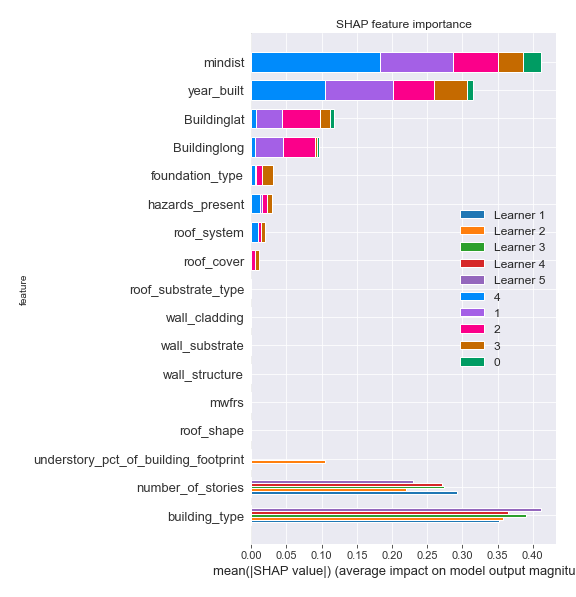 SHAP feature importance
mindist
year_built
Buildinglat
Buildinglong
foundation_type
hazards_present
roof_system
roof_cover
roof_substrate_type
wall_cladding
wall_substrate
wall_structure
mwfrs
roof_shape
understory_pct_of_building_footprint
number_of_stories
building_type
feature
Learner 1
Learner 2
Learner 3
Learner 4
Learner 5
4
1
2
3
0
0.00 0.05 0.10 0.15 0.20 0.25 0.30 0.35 0.40
mean(|SHAP value|) (average impact on model output magnitu